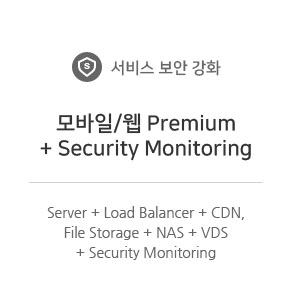 S
서비스 보안 강화
모바일/웹 Premium
+ Security Monitoring
Server + Load Balancer + CDN,
File Storage + NAS + VDS
+ Security Monitoring